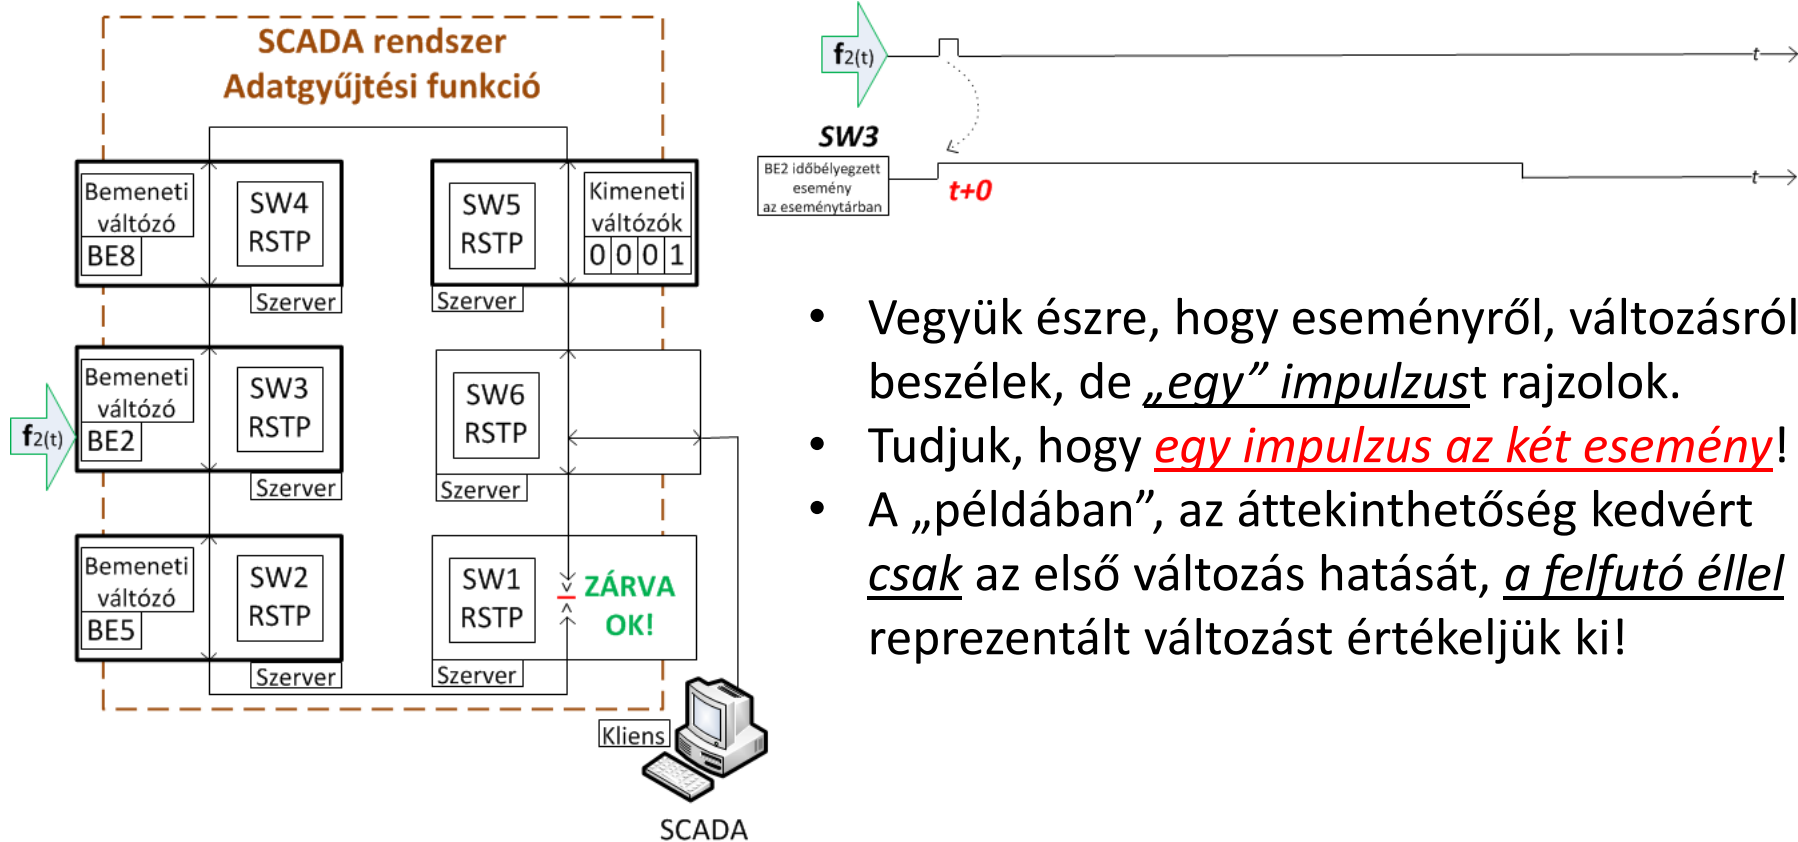 SCADA rendszer
Adatgyűjtési funkció
Bemeneti
váltózó
BE8
SW4
RSTP
Szerver
SW5
RSTP
Kimeneti
váltózók
0 0 0 1
Szerver
f2(t)
Bemeneti
váltózó
BE2
SW3
RSTP
Szerver
SW6
RSTP
Szerver
Bemeneti
váltózó
BE5
SW2
RSTP
Szerver
SW1
RSTP
ZÁRVA
OK!
Szerver
Kliens
SCADA
f2(t)
t
SW3
BE2 időbélyegzett
esemény
az eseménytárban
t+0
t
• Vegyük észre, hogy eseményről, változásról
beszélek, de „egy” impulzust rajzolok.
• Tudjuk, hogy egy impulzus az két esemény!
• A „példában”, az áttekinthetőség kedvért
csak az első változás hatását, a felfutó éllel
reprezentált változást értékeljük ki!